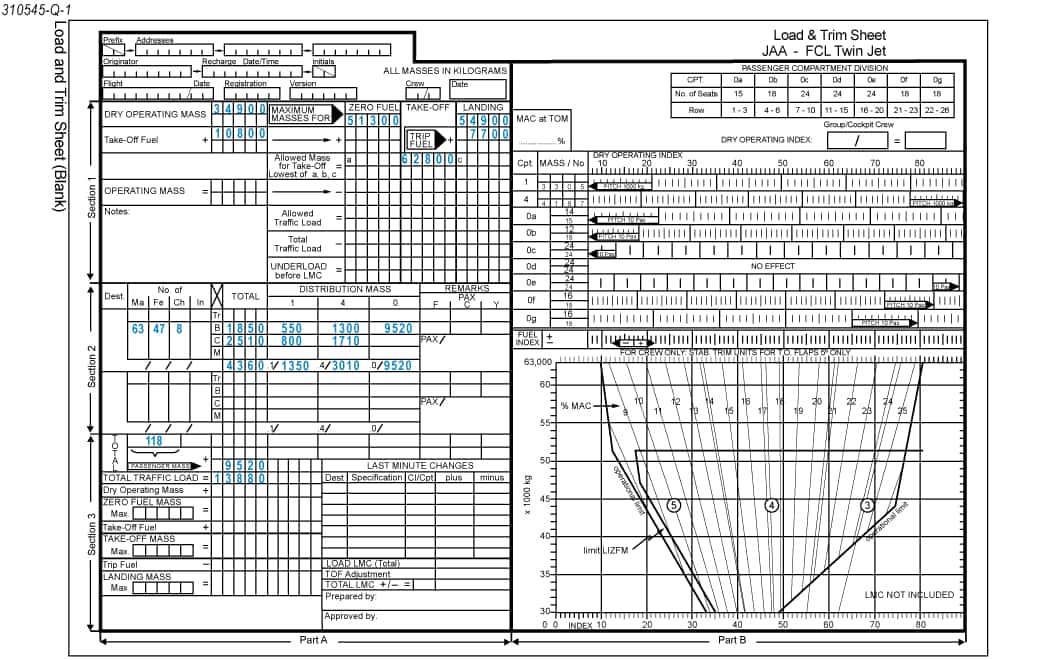 310545-Q-1
Load and Trim Sheet (Blank)
Load & Trim Sheet
JAA - FCL Twin Jet
Prefix Addresses
Originator Recharge Date/Time initials
ALL MASSES IN KILOGRAMS
Flight / Date Registration Version Crew / Date
PASSENGER COMPARTMENT DIVISION
CPT. 0a 0b 0c 0d 0e 0f 0g
No. of Seats 15 18 24 24 24 18 18
Row 1 - 3 4 - 6 7 - 10 11 - 15 16 - 20 21 - 23 22 - 26
Group/Cockpit Crew
DRY OPERATING INDEX: / =
MAC at TOM
%
Section 1
DRY OPERATING MASS 34900 MAXIMUM MASSES FOR ZERO FUEL 51300 TAKE-OFF LANDING 54900
Take-Off Fuel + 10800 + TRIP FUEL + 7700
Allowed Mass for Take-Off Lowest of a, b, c = a 62800 c
OPERATING MASS = −
Notes:
Allowed Traffic Load =
Total Traffic Load −
UNDERLOAD before LMC =
Section 2
Dest. No. of TOTAL DISTRIBUTION MASS REMARKS
Ma Fe Ch In 1 4 0 PAX
F C Y
Tr
63 47 8 B 1850 550 1300 9520
C 2510 800 1710 PAX/
M
/ / / 4360 1/1350 4/3010 0/9520
Tr
B
C PAX/
M
/ / / 1/ 4/ 0/
Section 3
TOTAL 118
PASSENGER MASS + 9520 LAST MINUTE CHANGES
TOTAL TRAFFIC LOAD = 13880 Dest Specification Cl/Cpt plus minus
Dry Operating Mass +
ZERO FUEL MASS
Max. =
Take-Off Fuel +
TAKE-OFF MASS
Max. =
Trip Fuel −
LANDING MASS
Max. =
LOAD LMC (Total)
TOF Adjustment
TOTAL LMC +/− =
Prepared by:
Approved by:
Part A
Cpt. MASS / No DRY OPERATING INDEX
10 20 30 40 50 60 70 80
1 3 3 0 5 PITCH 1000 kg
4 4 1 8 7 PITCH 1000 kg
0a 14 15 PITCH 10 Pax
0b 12 18 PITCH 10 Pax
0c 24 24 10 Pax
0d 24 24 NO EFFECT
0e 24 24 10 Pax
0f 16 18 PITCH 10 Pax
0g 16 18 PITCH 10 Pax
FUEL INDEX + − − +
FOR CREW ONLY: STAB. TRIM UNITS FOR T.O. FLAPS 5º ONLY
63,000
60
55
50
45
40
35
30
x 1000 kg
% MAC
9 10 11 12 13 14 15 16 17 18 19 20 21 22 23 24 25
operational limit
5 4 3
operational limit
limit LIZFM
LMC NOT INCLUDED
0 0 INDEX 10 20 30 40 50 60 70 80
Part B